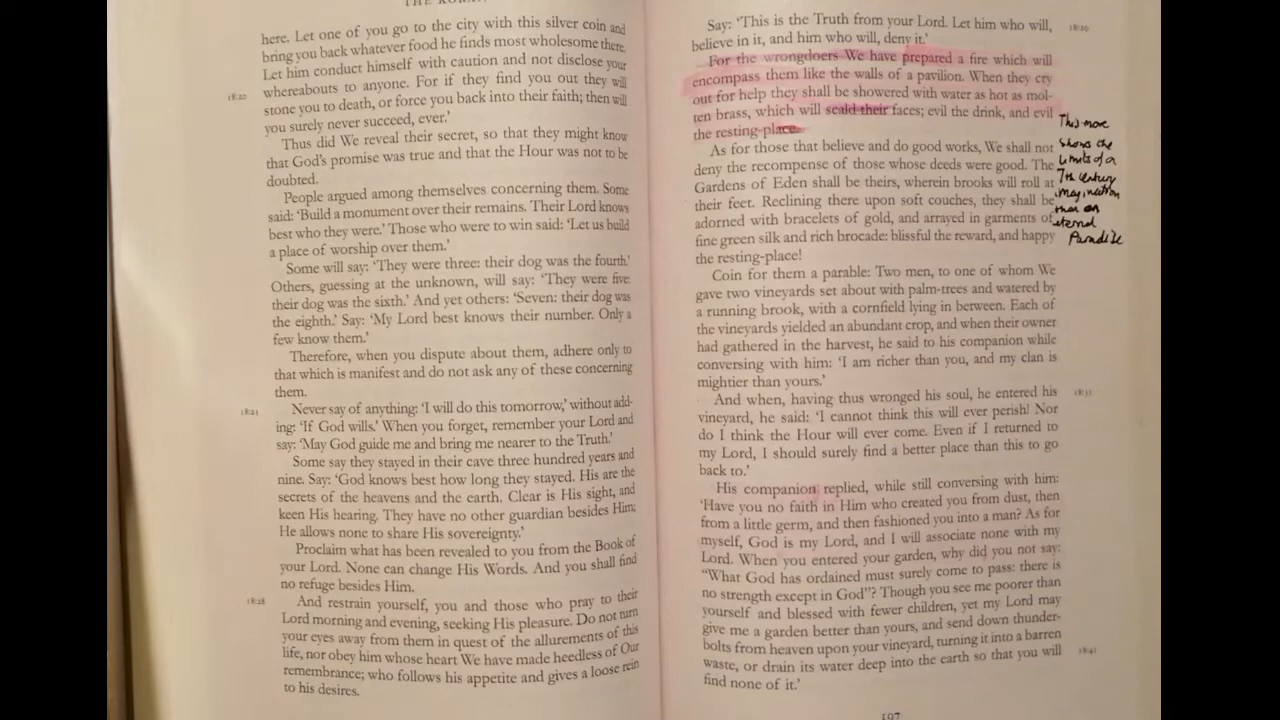 THE KORAN
here. Let one of you go to the city with this silver coin and
bring you back whatever food he finds most wholesome there.
Let him conduct himself with caution and not disclose your
whereabouts to anyone. For if they find you out they will
18:20
stone you to death, or force you back into their faith; then will
you surely never succeed, ever.’
Thus did We reveal their secret, so that they might know
that God’s promise was true and that the Hour was not to be
doubted.
People argued among themselves concerning them. Some
said: ‘Build a monument over their remains. Their Lord knows
best who they were.’ Those who were to win said: ‘Let us build
a place of worship over them.’
Some will say: ‘They were three: their dog was the fourth.’
Others, guessing at the unknown, will say: ‘They were five:
their dog was the sixth.’ And yet others: ‘Seven: their dog was
the eighth.’ Say: ‘My Lord best knows their number. Only a
few know them.’
Therefore, when you dispute about them, adhere only to
that which is manifest and do not ask any of these concerning
them.
18:23
Never say of anything: ‘I will do this tomorrow,’ without add-
ing: ‘If God wills.’ When you forget, remember your Lord and
say: ‘May God guide me and bring me nearer to the Truth.’
Some say they stayed in their cave three hundred years and
nine. Say: ‘God knows best how long they stayed. His are the
secrets of the heavens and the earth. Clear is His sight, and
keen His hearing. They have no other guardian besides Him;
He allows none to share His sovereignty.’
Proclaim what has been revealed to you from the Book of
your Lord. None can change His Words. And you shall find
no refuge besides Him.
18:28
And restrain yourself, you and those who pray to their
Lord morning and evening, seeking His pleasure. Do not turn
your eyes away from them in quest of the allurements of this
life, nor obey him whose heart We have made heedless of Our
remembrance; who follows his appetite and gives a loose rein
to his desires.
Say: ‘This is the Truth from your Lord. Let him who will,
18:29
believe in it, and him who will, deny it.’
For the wrongdoers We have prepared a fire which will
encompass them like the walls of a pavilion. When they cry
out for help they shall be showered with water as hot as mol-
ten brass, which will scald their faces; evil the drink, and evil
the resting-place.
As for those that believe and do good works, We shall not
deny the recompense of those whose deeds were good. The
Gardens of Eden shall be theirs, wherein brooks will roll at
their feet. Reclining there upon soft couches, they shall be
adorned with bracelets of gold, and arrayed in garments of
fine green silk and rich brocade: blissful the reward, and happy
the resting-place!
This more
shows the
limits of a
7th century
imagination
than an
eternal
Paradise
Coin for them a parable: Two men, to one of whom We
gave two vineyards set about with palm-trees and watered by
a running brook, with a cornfield lying in between. Each of
the vineyards yielded an abundant crop, and when their owner
had gathered in the harvest, he said to his companion while
conversing with him: ‘I am richer than you, and my clan is
mightier than yours.’
And when, having thus wronged his soul, he entered his
18:35
vineyard, he said: ‘I cannot think this will ever perish! Nor
do I think the Hour will ever come. Even if I returned to
my Lord, I should surely find a better place than this to go
back to.’
His companion replied, while still conversing with him:
‘Have you no faith in Him who created you from dust, then
from a little germ, and then fashioned you into a man? As for
myself, God is my Lord, and I will associate none with my
Lord. When you entered your garden, why did you not say:
“What God has ordained must surely come to pass: there is
no strength except in God”? Though you see me poorer than
yourself and blessed with fewer children, yet my Lord may
give me a garden better than yours, and send down thunder-
bolts from heaven upon your vineyard, turning it into a barren
18:41
waste, or drain its water deep into the earth so that you will
find none of it.’
197